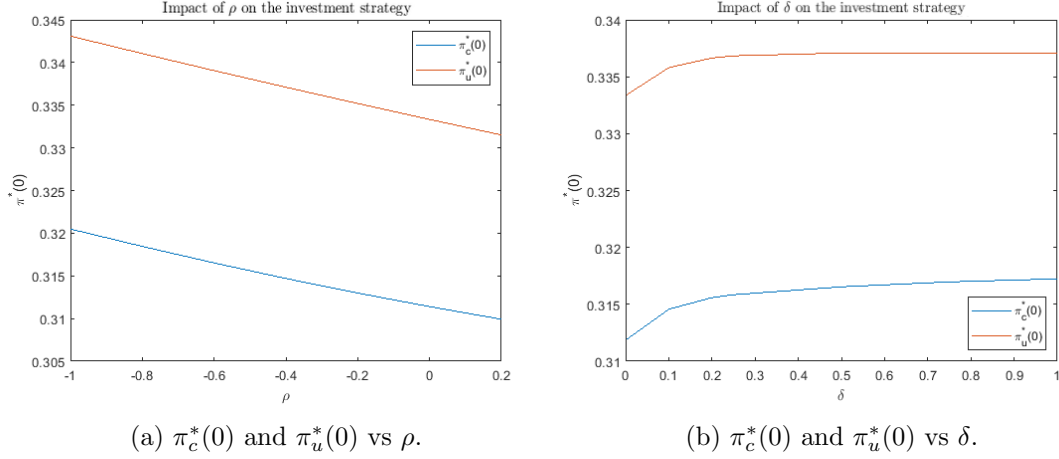 Impact of ρ on the investment strategy
0.345
0.34
0.335
0.33
0.325
0.32
0.315
0.31
0.305
π*(0)
π*c(0)
π*u(0)
-1 -0.8 -0.6 -0.4 -0.2 0 0.2
ρ
(a) π*c(0) and π*u(0) vs ρ.
Impact of δ on the investment strategy
0.34
0.335
0.33
0.325
0.32
0.315
0.31
π*(0)
π*c(0)
π*u(0)
0 0.1 0.2 0.3 0.4 0.5 0.6 0.7 0.8 0.9 1
δ
(b) π*c(0) and π*u(0) vs δ.